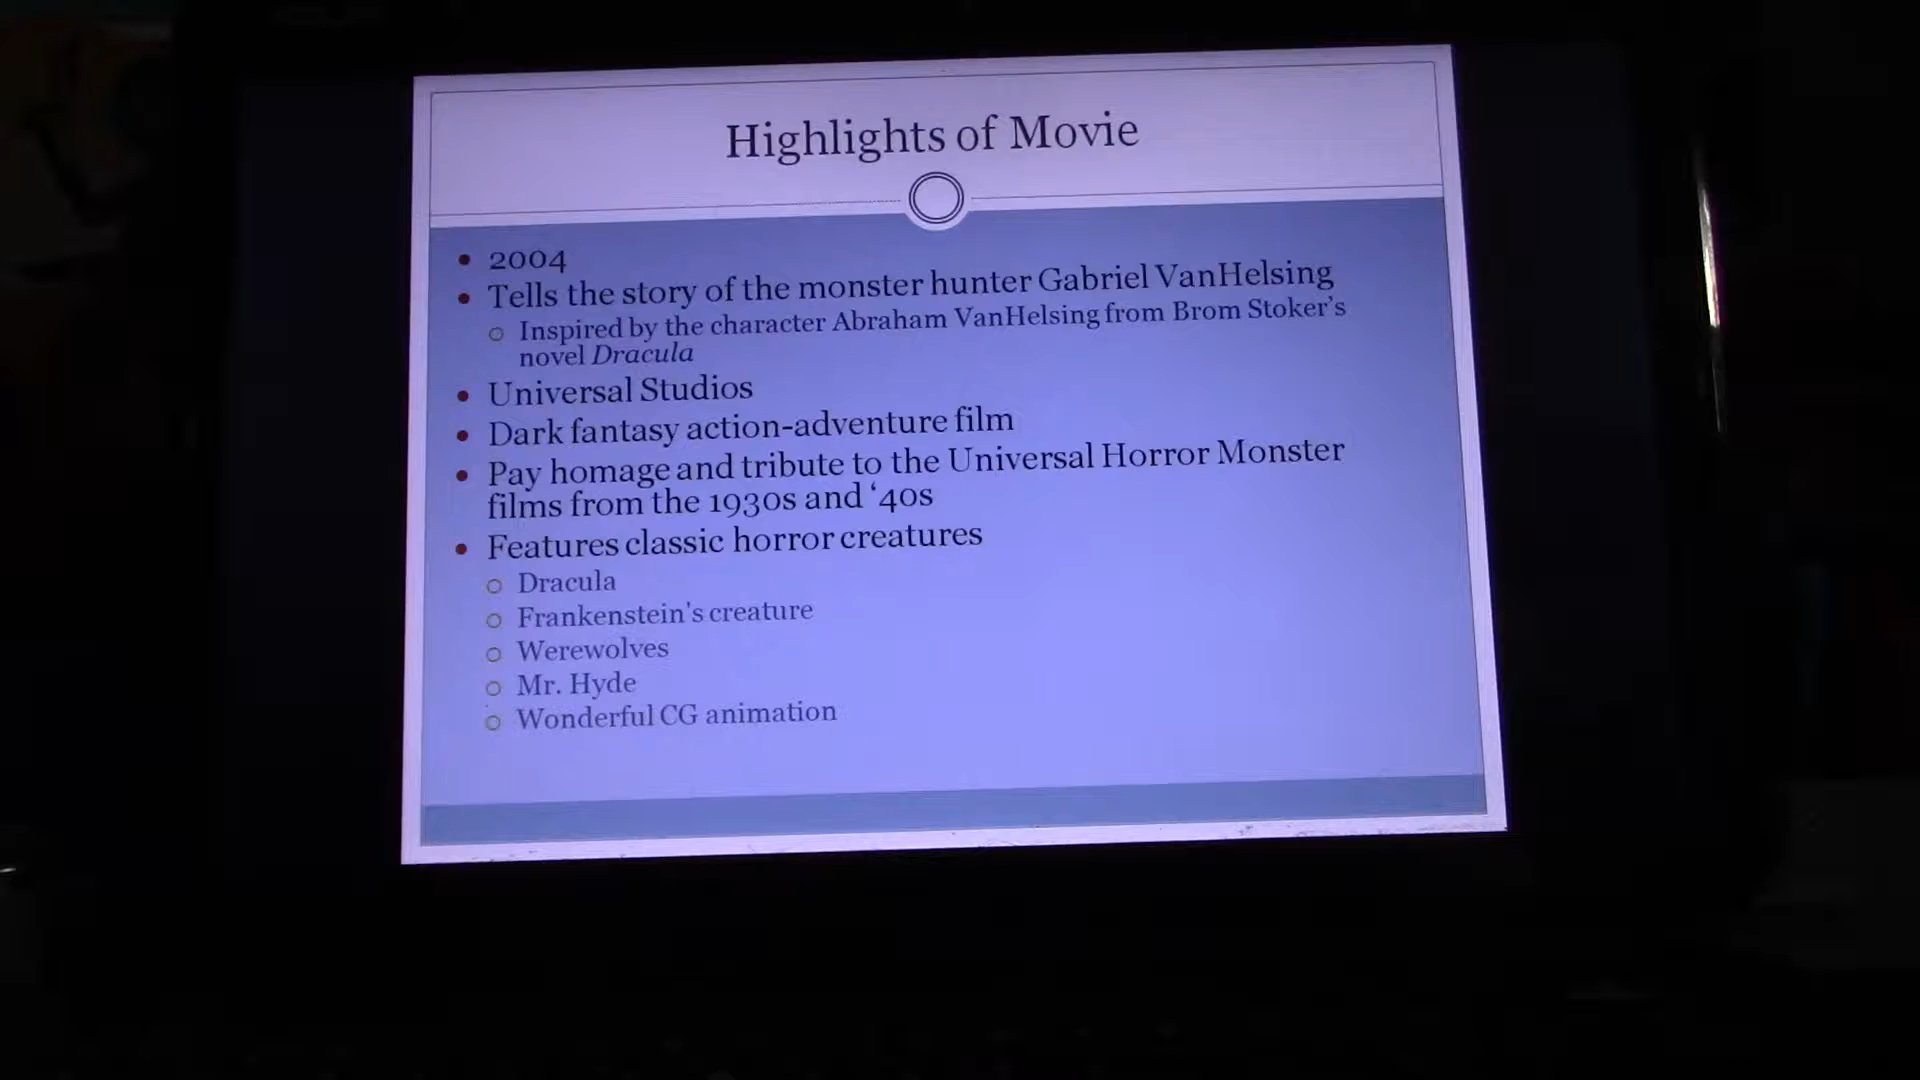 Highlights of Movie
2004
Tells the story of the monster hunter Gabriel VanHelsing
Inspired by the character Abraham VanHelsing from Brom Stoker's
novel Dracula
Universal Studios
Dark fantasy action-adventure film
Pay homage and tribute to the Universal Horror Monster
films from the 1930s and ‘40s
Features classic horror creatures
Dracula
Frankenstein's creature
Werewolves
Mr. Hyde
Wonderful CG animation